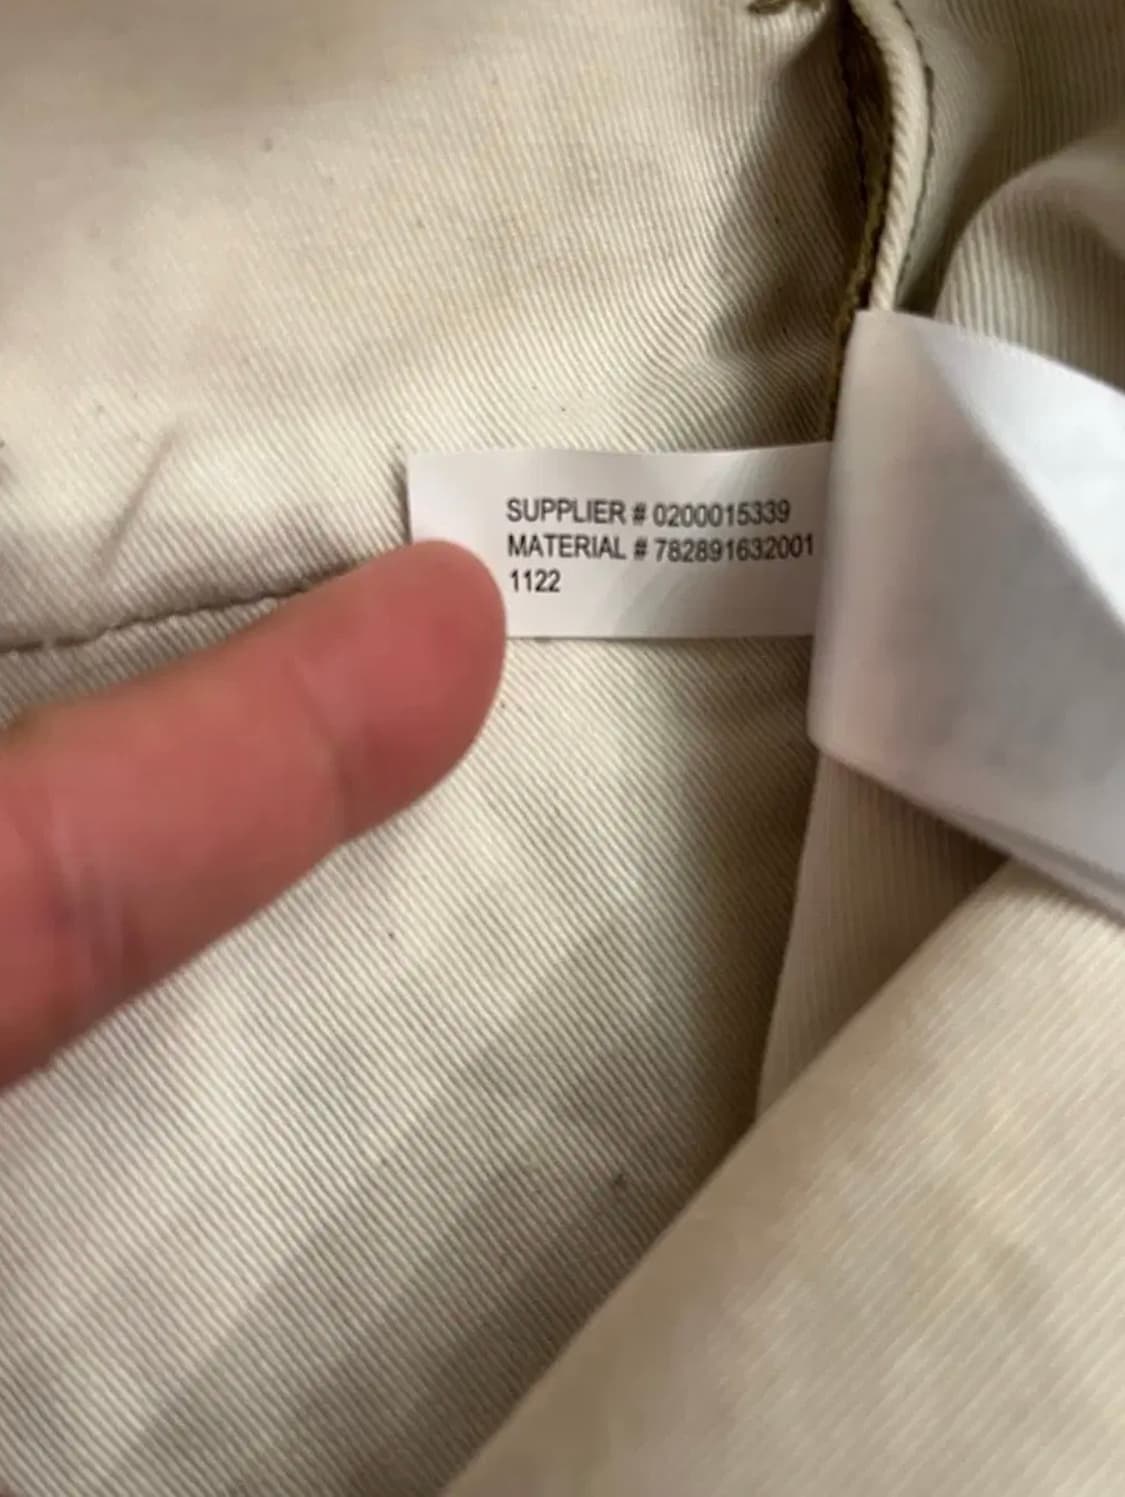 SUPPLIER # 0200015339
MATERIAL # 782891632001
1122